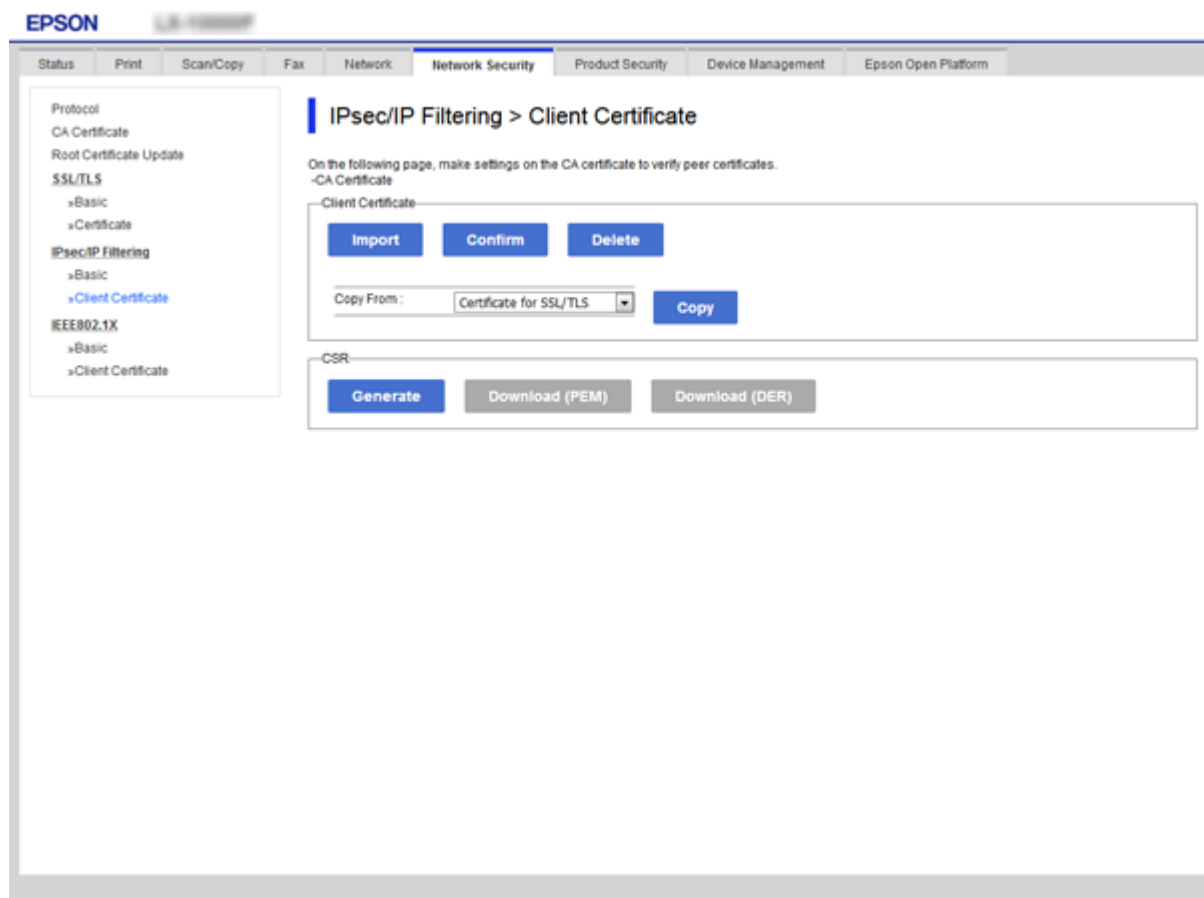 EPSON
Status Print Scan/Copy Fax Network Network Security Product Security Device Management Epson Open Platform
Protocol
CA Certificate
Root Certificate Update
SSL/TLS
»Basic
»Certificate
IPsec/IP Filtering
»Basic
»Client Certificate
IEEE802.1X
»Basic
»Client Certificate
IPsec/IP Filtering > Client Certificate
On the following page, make settings on the CA certificate to verify peer certificates.
-CA Certificate
Client Certificate
Import Confirm Delete
Copy From : Certificate for SSL/TLS Copy
CSR
Generate Download (PEM) Download (DER)